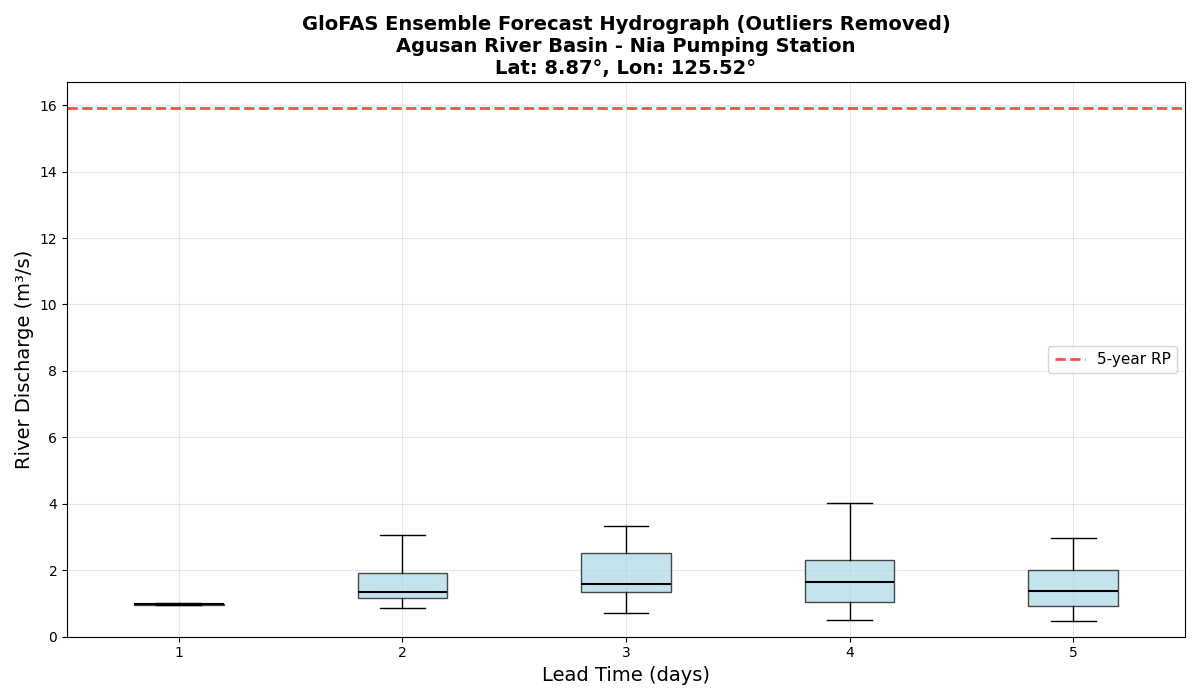 GloFAS Ensemble Forecast Hydrograph (Outliers Removed)
Agusan River Basin - Nia Pumping Station
Lat: 8.87°, Lon: 125.52°
River Discharge (m³/s)
16
14
12
10
8
6
4
2
0
5-year RP
1 2 3 4 5
Lead Time (days)